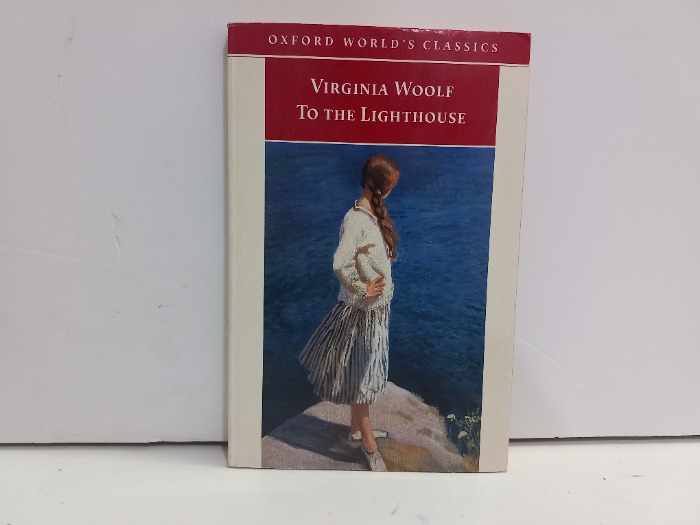 OXFORD WORLD'S CLASSICS
VIRGINIA WOOLF
TO THE LIGHTHOUSE